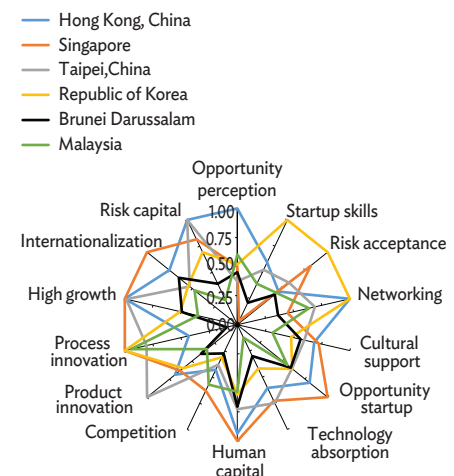 Hong Kong, China
Singapore
Taipei,China
Republic of Korea
Brunei Darussalam
Malaysia
Opportunity
perception
Risk capital
1.00
Startup skills
Internationalization
0.75
Risk acceptance
0.50
High growth
0.25
Networking
0.00
Process
innovation
Cultural
support
Product
innovation
Opportunity
startup
Competition
Technology
absorption
Human
capital